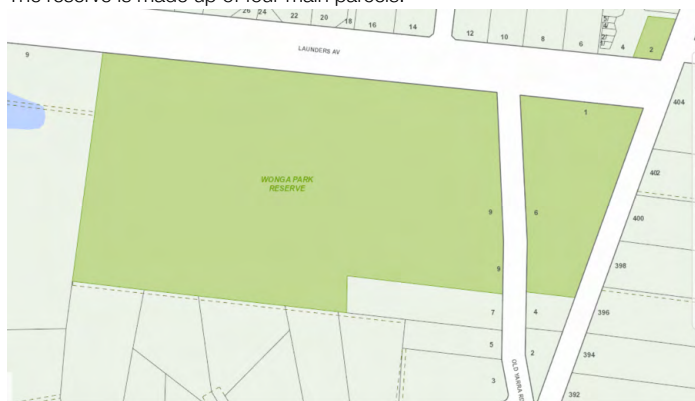 The reserve is made up of four main parcels.
26 24 22 20 18 16 14
12 10 8 6 4 2
9
LAUNDERS AV
1
404
402
400
398
396
394
392
WONGA PARK
RESERVE
9
6
9
7
4
5
2
3
OLD YARRA RD